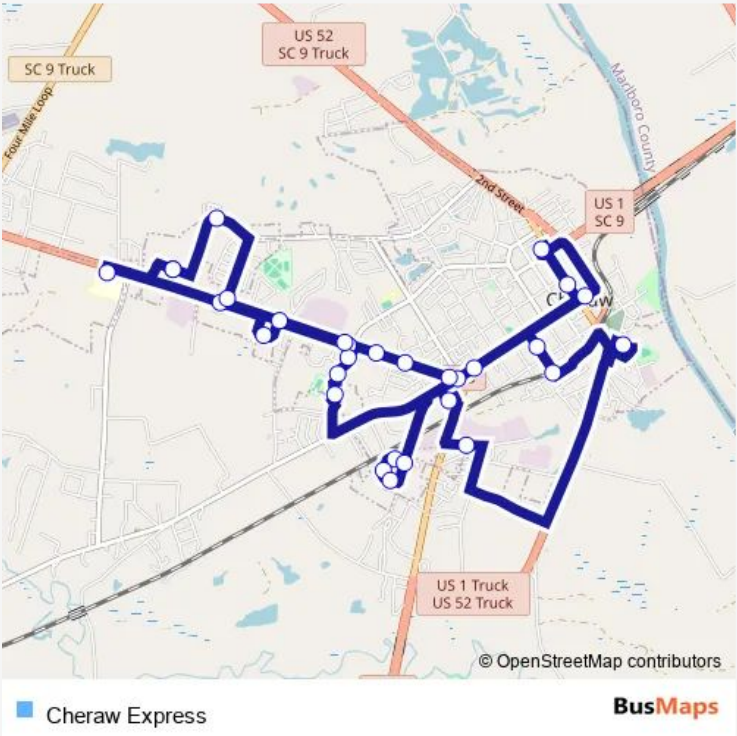 US 52
SC 9 Truck
SC 9 Truck
Four Mile Loop
Marlboro County
2nd Street
US 1
SC 9
US 1 Truck
US 52 Truck
© OpenStreetMap contributors
Cheraw Express
BusMaps